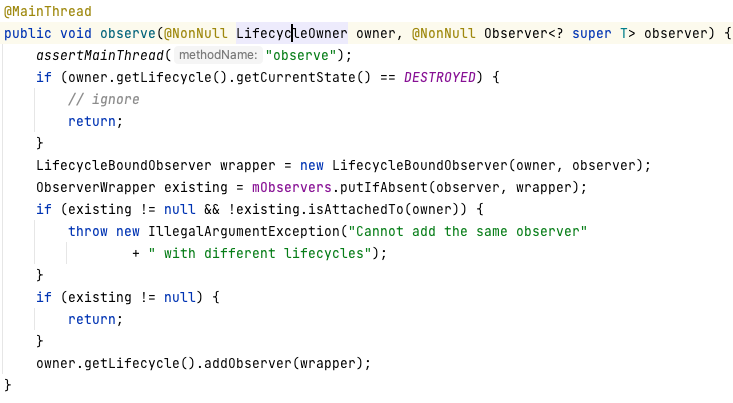 @MainThread
public void observe(@NonNull LifecycleOwner owner, @NonNull Observer<? super T> observer) {
    assertMainThread( methodName: "observe");
    if (owner.getLifecycle().getCurrentState() == DESTROYED) {
        // ignore
        return;
    }
    LifecycleBoundObserver wrapper = new LifecycleBoundObserver(owner, observer);
    ObserverWrapper existing = mObservers.putIfAbsent(observer, wrapper);
    if (existing != null && !existing.isAttachedTo(owner)) {
        throw new IllegalArgumentException("Cannot add the same observer"
                + " with different lifecycles");
    }
    if (existing != null) {
        return;
    }
    owner.getLifecycle().addObserver(wrapper);
}